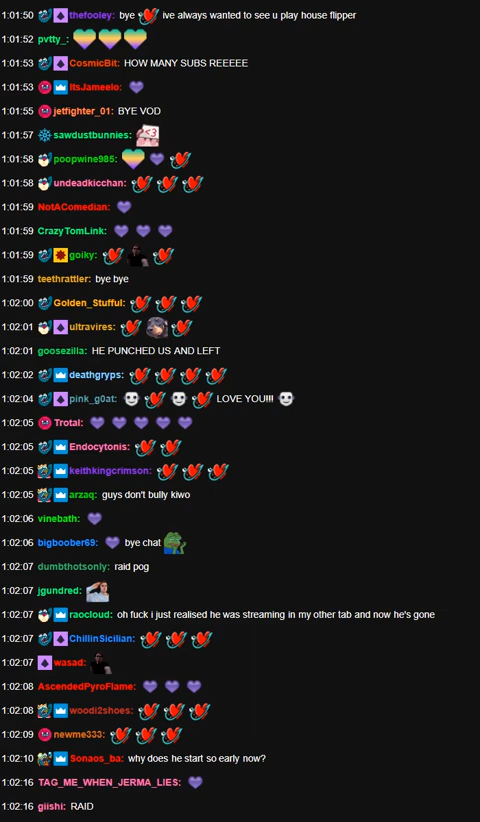 1:01:50 thefooley: bye ive always wanted to see u play house flipper
1:01:52 pvtty_:
1:01:53 CosmicBit: HOW MANY SUBS REEEEE
1:01:53 ItsJameelo:
1:01:55 jetfighter_01: BYE VOD
1:01:57 sawdustbunnies: <3
1:01:58 poopwine985:
1:01:58 undeadkicchan:
1:01:59 NotAComedian:
1:01:59 CrazyTomLink:
1:01:59 goiky:
1:01:59 teethrattler: bye bye
1:02:00 Golden_Stufful:
1:02:01 ultravires:
1:02:01 goosezilla: HE PUNCHED US AND LEFT
1:02:02 deathgryps:
1:02:04 pink_g0at: LOVE YOU!!!
1:02:05 Trotal:
1:02:05 Endocytonis:
1:02:05 keithkingcrimson:
1:02:05 arzaq: guys don't bully kiwo
1:02:06 vinebath:
1:02:06 bigboober69: bye chat
1:02:07 dumbthotsonly: raid pog
1:02:07 jgundred:
1:02:07 raocloud: oh fuck i just realised he was streaming in my other tab and now he's gone
1:02:07 ChillinSicilian:
1:02:07 wasad:
1:02:08 AscendedPyroFlame:
1:02:08 woodi2shoes:
1:02:09 newme333:
1:02:10 Sonaos_ba: why does he start so early now?
1:02:16 TAG_ME_WHEN_JERMA_LIES:
1:02:16 giishi: RAID